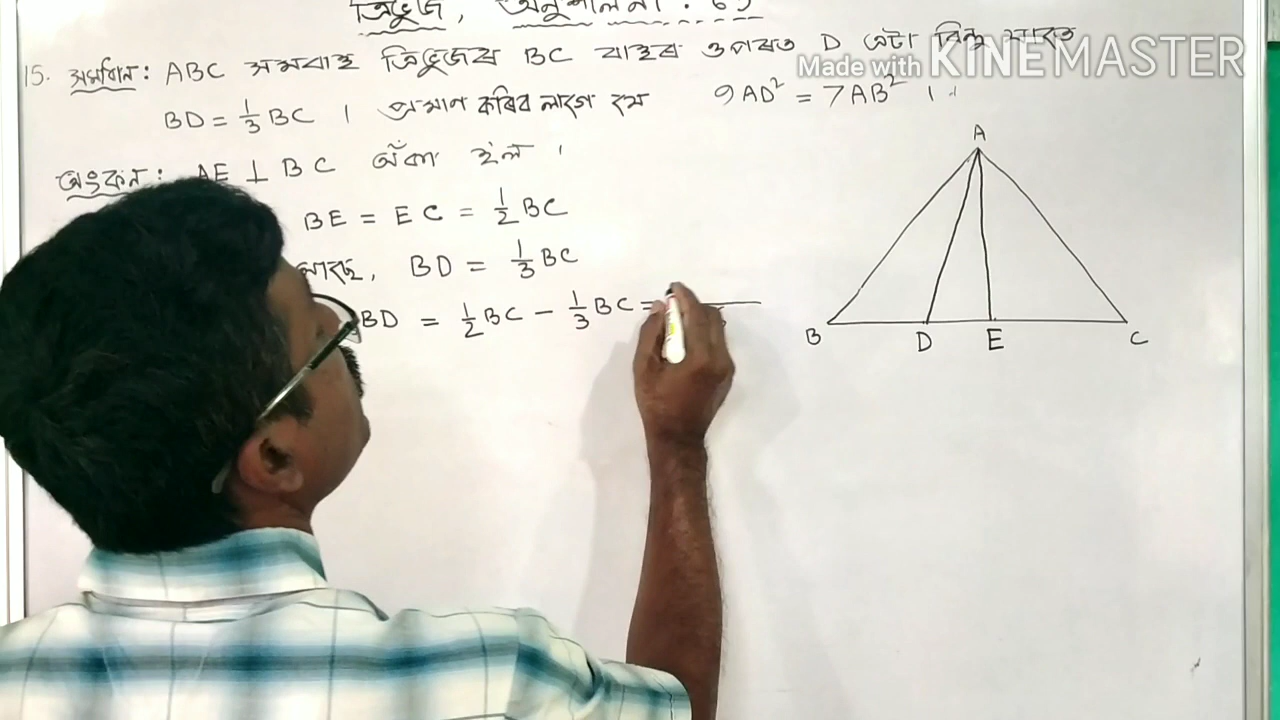 ত্ৰিভুজ, অনুশীলনী :
Made with KINEMASTER
15. সমাধান: ABC সমবাহু ত্ৰিভুজৰ BC বাহুৰ ওপৰত D এটা বিন্দু যাতে
BD = 1/3 BC । প্ৰমাণ কৰিব লাগে যে 9AD² = 7AB² ।
অংকন: AE ⊥ BC অঁকা হ'ল ।
BE = EC = 1/2 BC
আছে, BD = 1/3 BC
BD = 1/2 BC - 1/3 BC =
A
B D E C